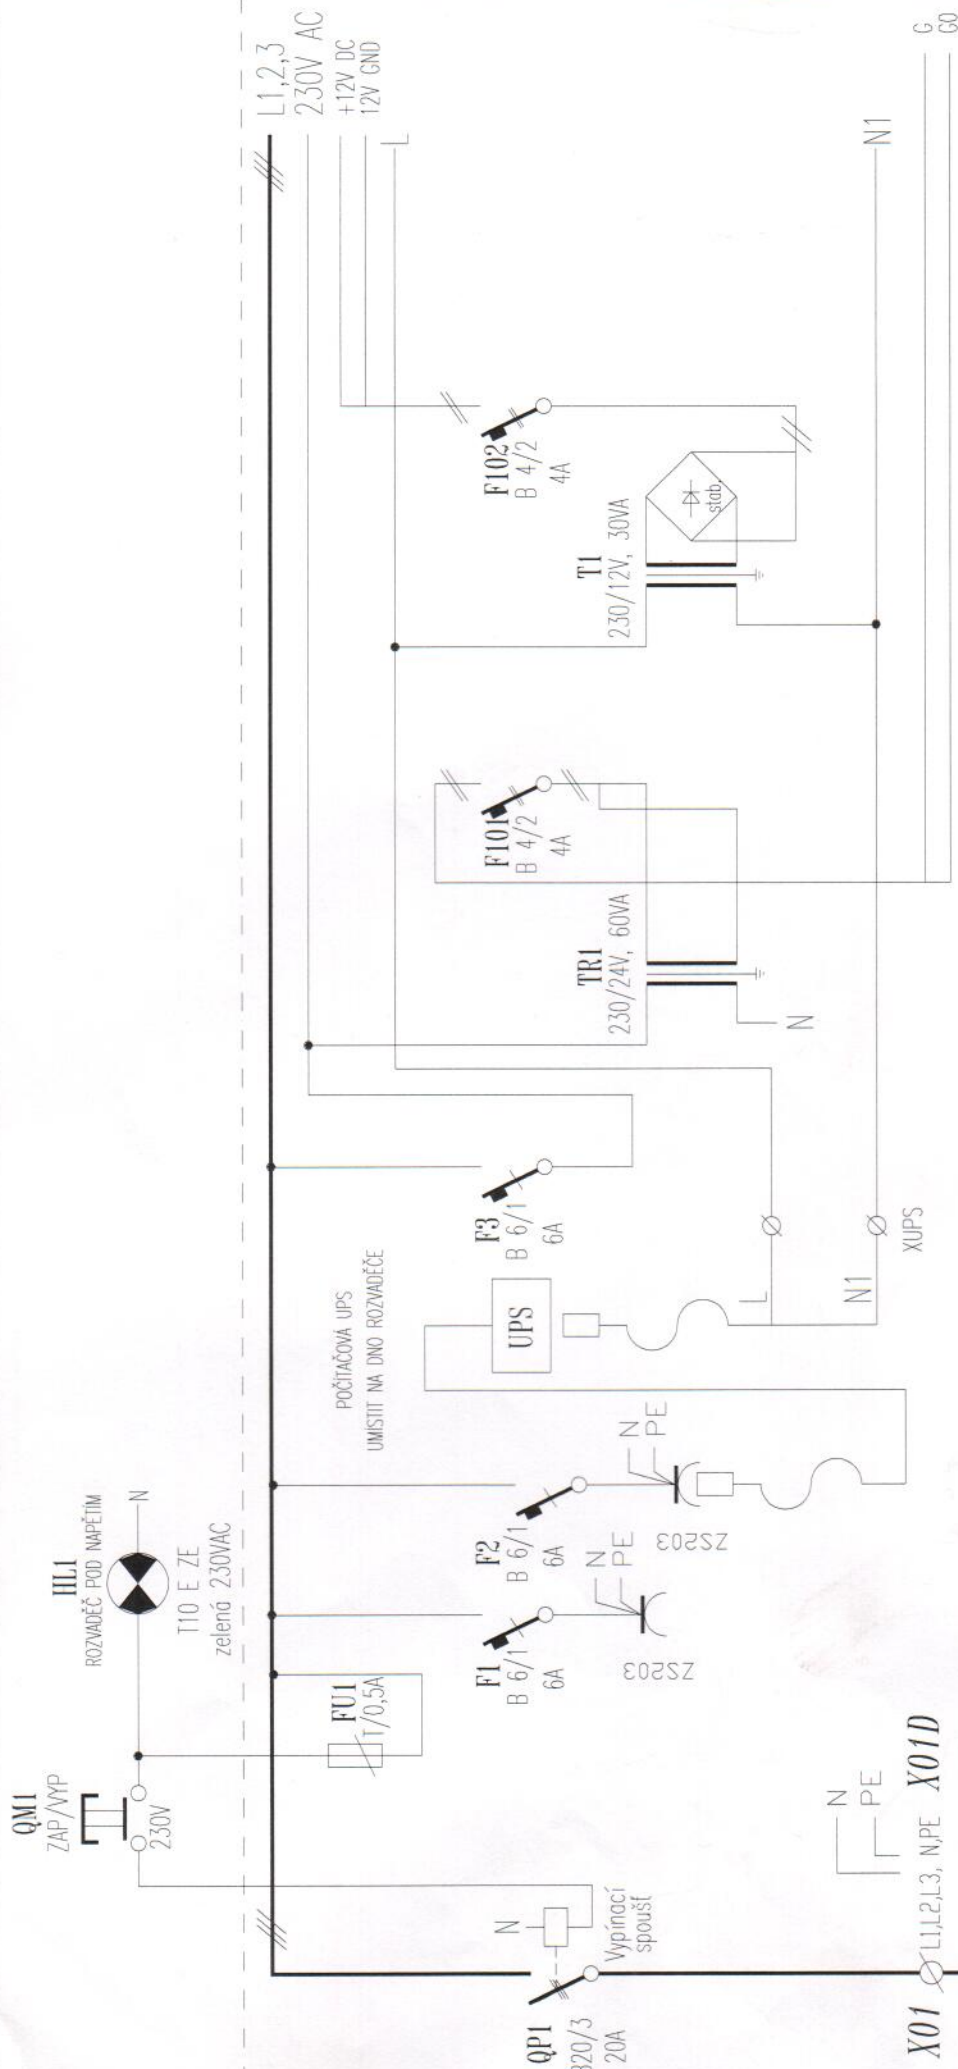 QM1
ZAP/VYP
230V
HL1
ROZVADĚČ POD NAPĚTÍM
N
T10 E ZE
zelená 230VAC
L1,2,3
230V AC
+12V DC
12V GND
L
FU1
T/0,5A
POČÍTAČOVÁ UPS
UMÍSTIT NA DNO ROZVADĚČE
QP1
B20/3
20A
N
Vypínací
spoušť
F1
B 6/1
6A
N
PE
ZS203
F2
B 6/1
6A
N
PE
ZS203
UPS
F3
B 6/1
6A
L
N1
XUPS
TR1
230/24V, 60VA
N
F101
B 4/2
4A
T1
230/12V, 30VA
stab.
F102
B 4/2
4A
N1
G
G0
N
PE
X01
L1,L2,L3, N,PE
X01D